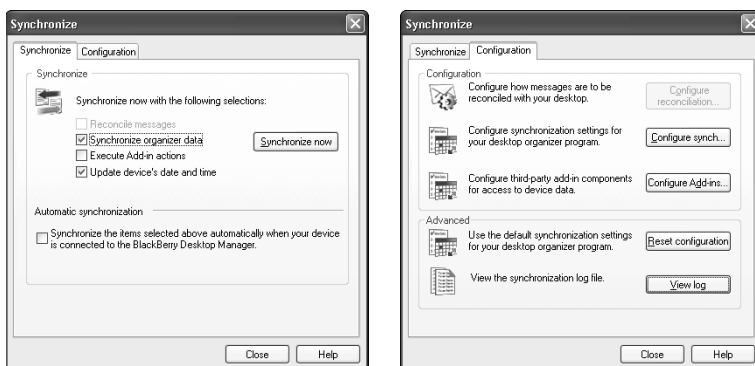 Synchronize
Synchronize Configuration
Synchronize
Synchronize now with the following selections:
Reconcile messages
Synchronize organizer data
Synchronize now
Execute Add-in actions
Update device's date and time
Automatic synchronization
Synchronize the items selected above automatically when your device
is connected to the BlackBerry Desktop Manager.
Close Help
Synchronize
Synchronize Configuration
Configuration
Configure how messages are to be
reconciled with your desktop.
Configure
reconciliation...
Configure synchronization settings for
your desktop organizer program.
Configure synch...
Configure third-party add-in components
for access to device data.
Configure Add-ins...
Advanced
Use the default synchronization settings
for your desktop organizer program.
Reset configuration
View the synchronization log file.
View log
Close Help